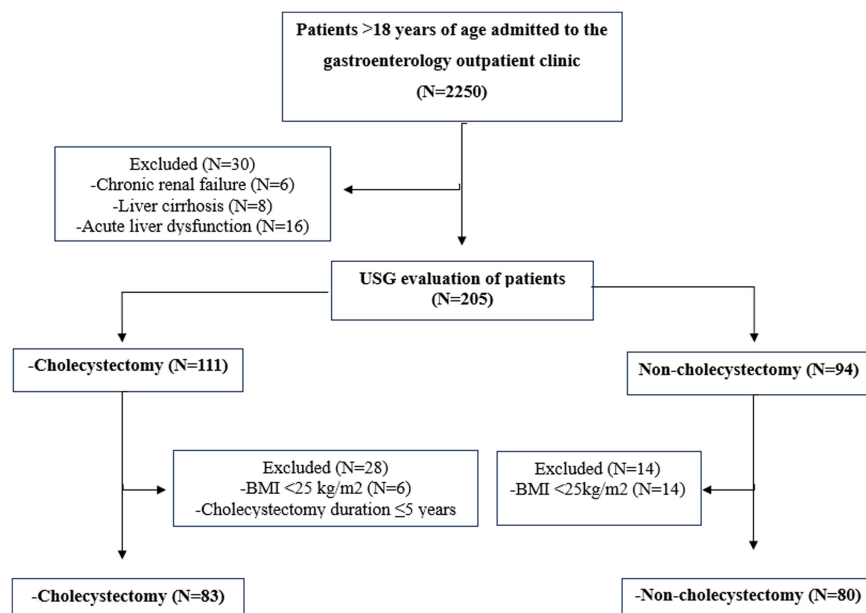 Patients >18 years of age admitted to the
gastroenterology outpatient clinic
(N=2250)
Excluded (N=30)
-Chronic renal failure (N=6)
-Liver cirrhosis (N=8)
-Acute liver dysfunction (N=16)
USG evaluation of patients
(N=205)
-Cholecystectomy (N=111)
Non-cholecystectomy (N=94)
Excluded (N=28)
-BMI <25 kg/m2 (N=6)
-Cholecystectomy duration ≤5 years
Excluded (N=14)
-BMI <25kg/m2 (N=14)
-Cholecystectomy (N=83)
-Non-cholecystectomy (N=80)